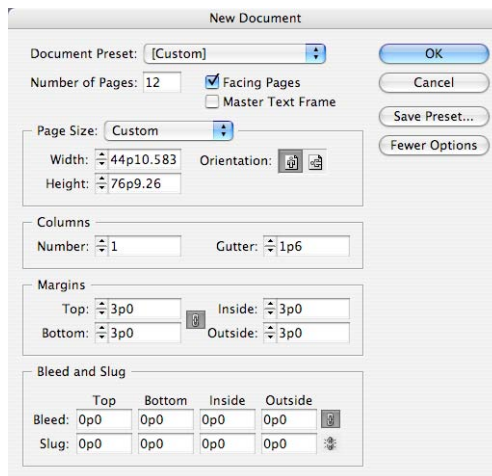 New Document
Document Preset: [Custom] OK
Number of Pages: 12 Facing Pages Cancel
Master Text Frame
Save Preset...
Page Size: Custom
Fewer Options
Width: 44p10.583 Orientation:
Height: 76p9.26
Columns
Number: 1 Gutter: 1p6
Margins
Top: 3p0 Inside: 3p0
Bottom: 3p0 Outside: 3p0
Bleed and Slug
Top Bottom Inside Outside
Bleed: 0p0 0p0 0p0 0p0
Slug: 0p0 0p0 0p0 0p0